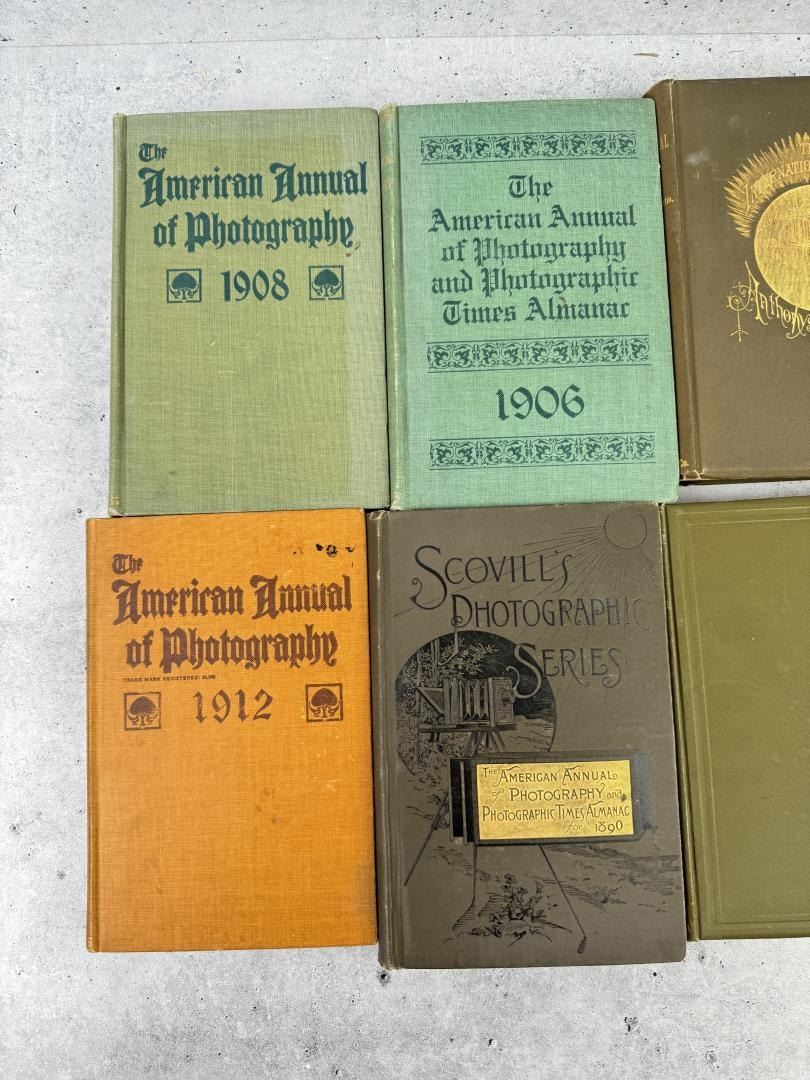 The
American Annual
of Photography
1908
The
American Annual
of Photography
and Photographic
Times Almanac
1906
Anthony's
The
American Annual
of Photography
TRADE MARK REGISTERED:
1912
SCOVILL'S
PHOTOGRAPHIC
SERIES
THE AMERICAN ANNUAL
of PHOTOGRAPHY and
PHOTOGRAPHIC TIMES ALMANAC
for 1890